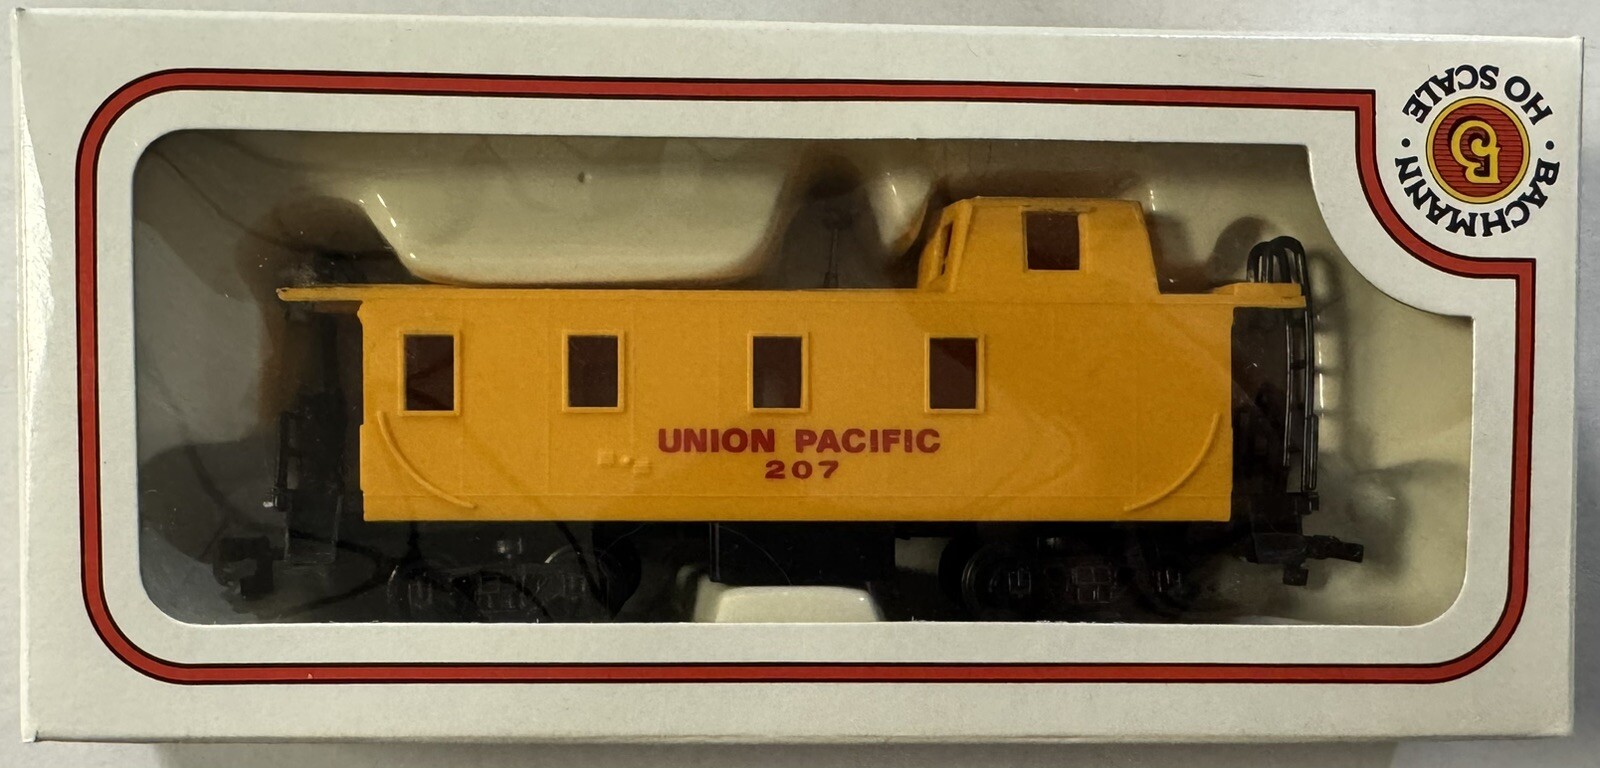 UNION PACIFIC
207
BACHMANN • HO SCALE •
B